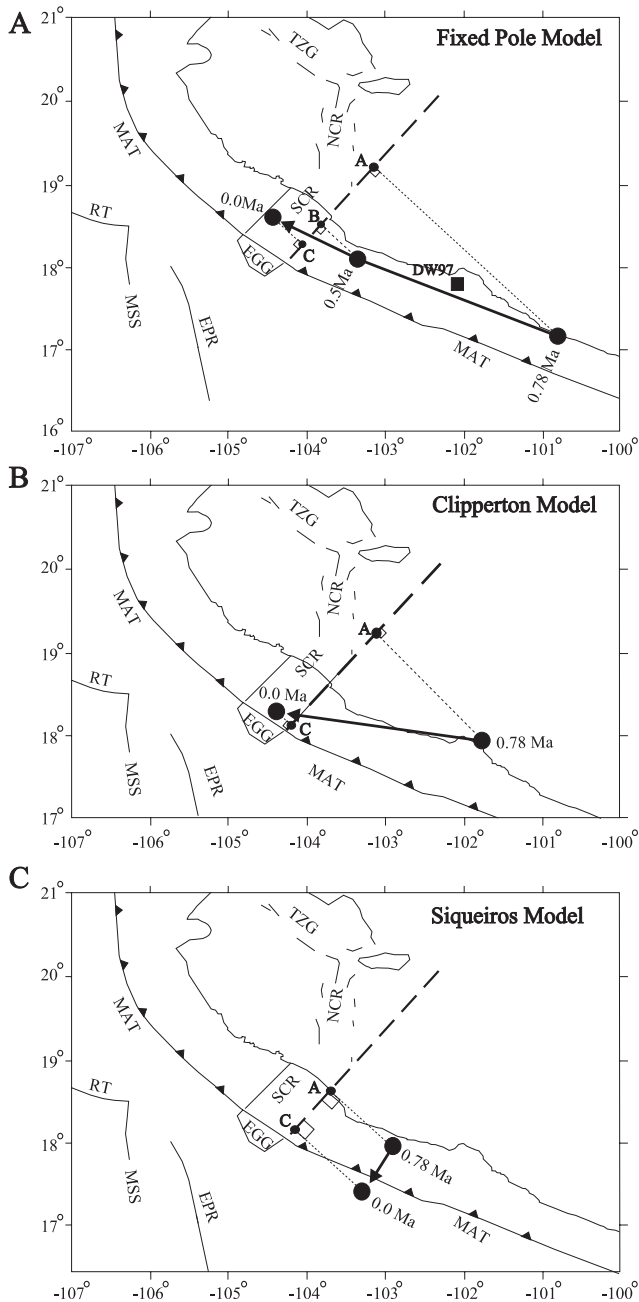 A
Fixed Pole Model
21°
20°
19°
18°
17°
16°
TZG
NCR
MAT
A
0.0Ma
SCR
B
RT
C
EGG
0.5Ma
DW97
MSS
EPR
MAT
0.78 Ma
-107° -106° -105° -104° -103° -102° -101° -100°
B
Clipperton Model
21°
20°
19°
18°
17°
TZG
NCR
MAT
A
SCR
0.0 Ma
RT
C
EGG
0.78 Ma
MSS
EPR
MAT
-107° -106° -105° -104° -103° -102° -101° -100°
C
Siqueiros Model
21°
20°
19°
18°
17°
TZG
NCR
MAT
SCR
A
RT
C
EGG
0.78 Ma
0.0 Ma
MSS
EPR
MAT
-107° -106° -105° -104° -103° -102° -101° -100°